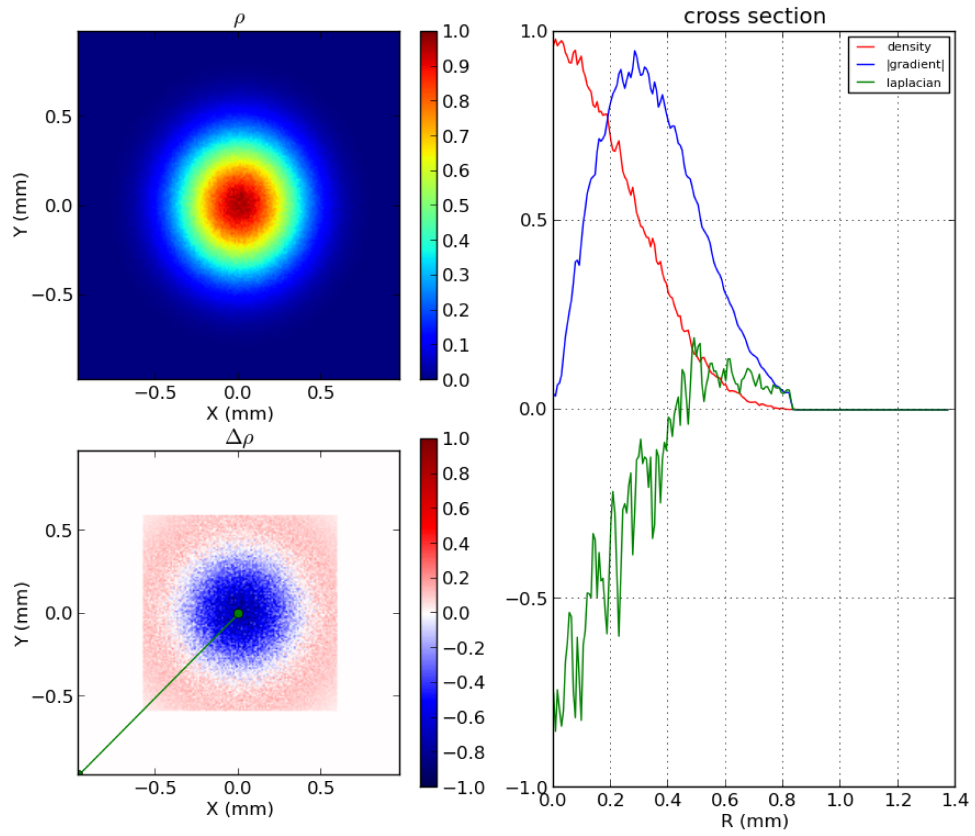 ρ
1.0
0.9
0.8
0.7
0.6
0.5
0.4
0.3
0.2
0.1
0.0
0.5
0.0
−0.5
Y (mm)
−0.5 0.0 0.5
X (mm)
Δρ
1.0
0.8
0.6
0.4
0.2
0.0
−0.2
−0.4
−0.6
−0.8
−1.0
0.5
0.0
−0.5
Y (mm)
−0.5 0.0 0.5
X (mm)
cross section
density
|gradient|
laplacian
1.0
0.5
0.0
−0.5
−1.0
0.0 0.2 0.4 0.6 0.8 1.0 1.2 1.4
R (mm)